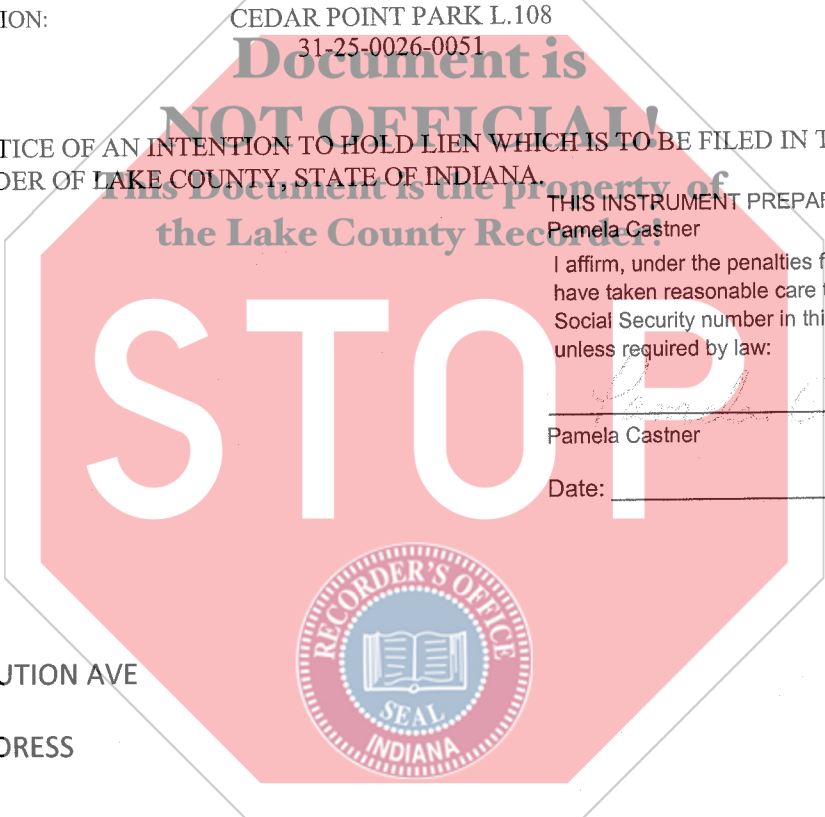 ION:
CEDAR POINT PARK L.108
31-25-0026-0051
Document is
NOT OFFICIAL!
TICE OF AN INTENTION TO HOLD LIEN WHICH IS TO BE FILED IN T
DER OF LAKE COUNTY, STATE OF INDIANA.
This Document is the property of
the Lake County Recorder!
THIS INSTRUMENT PREPAR
Pamela Castner
I affirm, under the penalties f
have taken reasonable care t
Social Security number in thi
unless required by law:
Pamela Castner
Date:
STOP
RECORDER'S OFFICE
SEAL
INDIANA
UTION AVE
DRESS